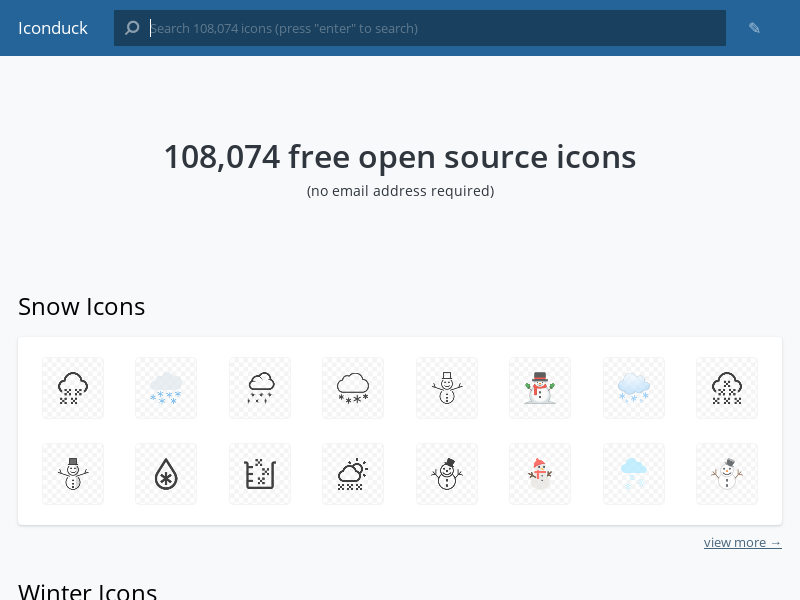 Iconduck
Search 108,074 icons (press "enter" to search)
108,074 free open source icons
(no email address required)
Snow Icons
view more →
Winter Icons